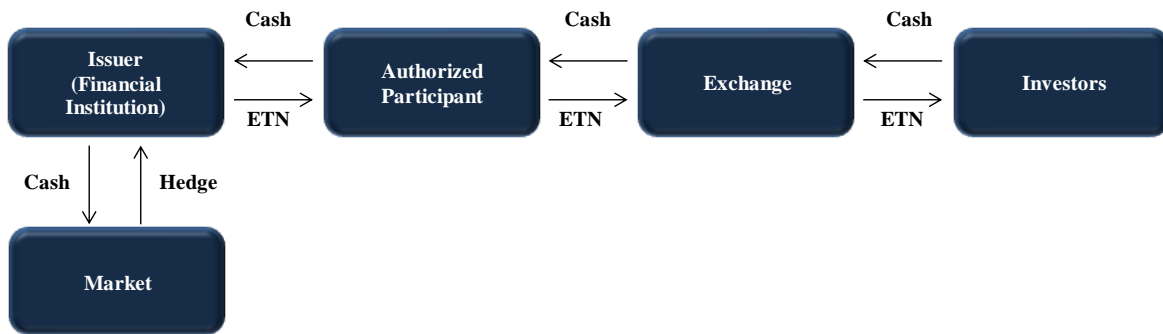 Cash
Cash
Cash
Issuer
(Financial
Institution)
Authorized
Participant
Exchange
Investors
ETN
ETN
ETN
Cash
Hedge
Market